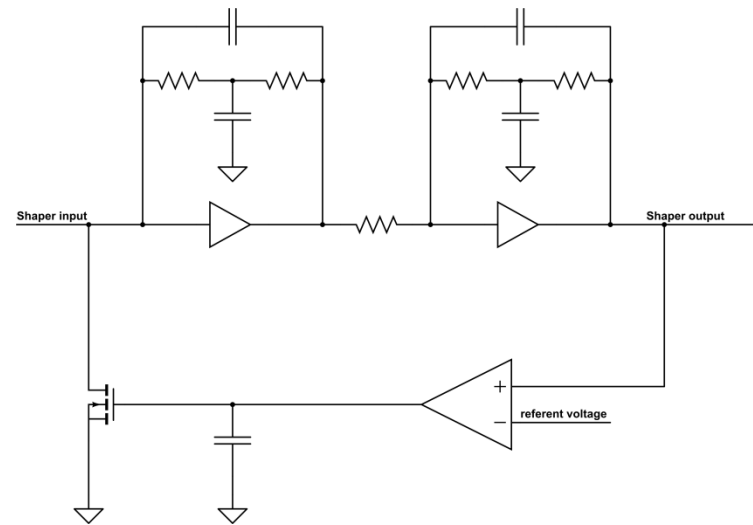 Shaper input
Shaper output
+
referent voltage
−